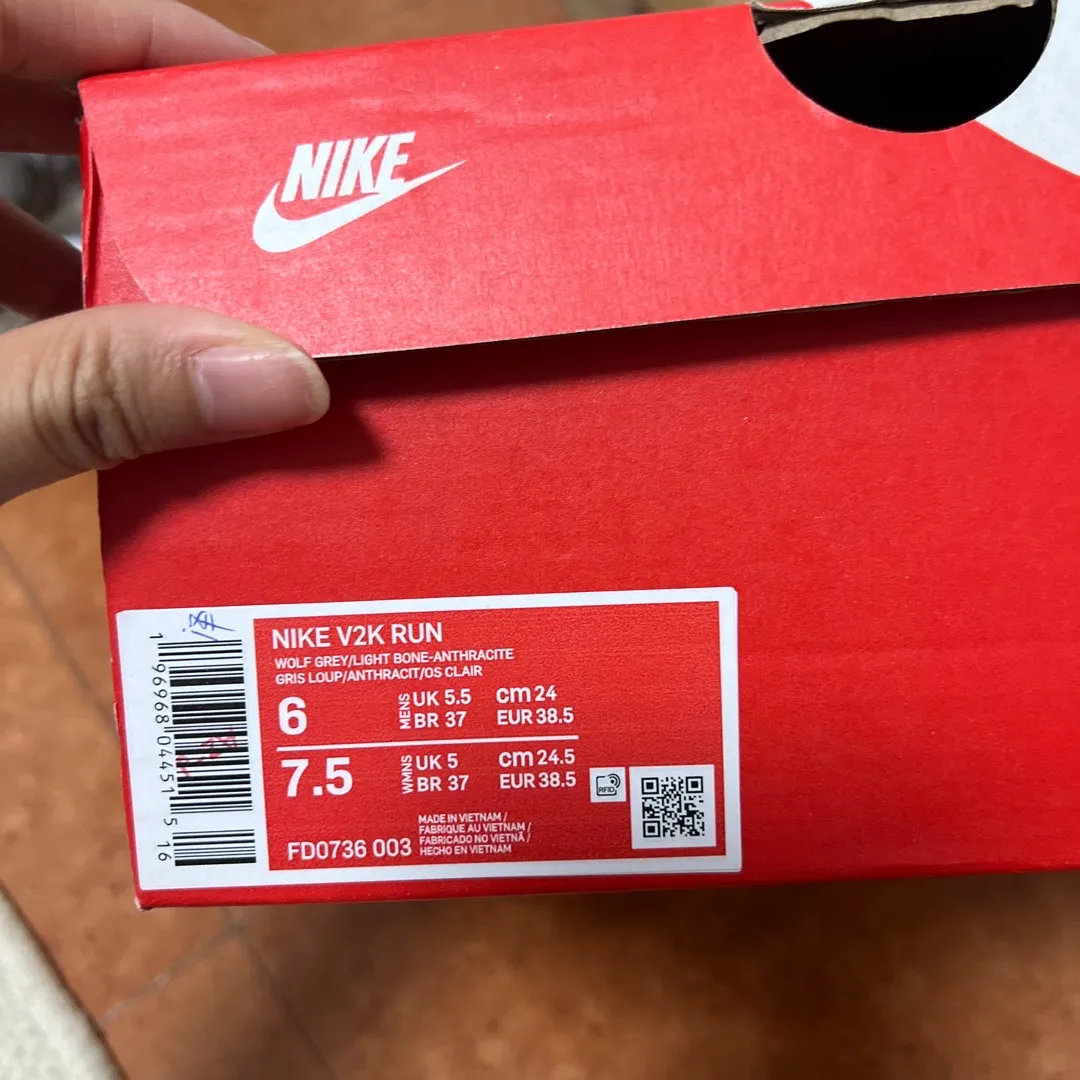 NIKE
NIKE V2K RUN
WOLF GREY/LIGHT BONE-ANTHRACITE
GRIS LOUP/ANTHRACIT/OS CLAIR
6 MENS UK 5.5 cm 24
BR 37 EUR 38.5
7.5 WMNS UK 5 cm 24.5
BR 37 EUR 38.5
RFID
FD0736 003
MADE IN VIETNAM /
FABRIQUE AU VIETNAM /
FABRICADO NO VIETNÃ /
HECHO EN VIETNAM
1 96968 04451 5 16